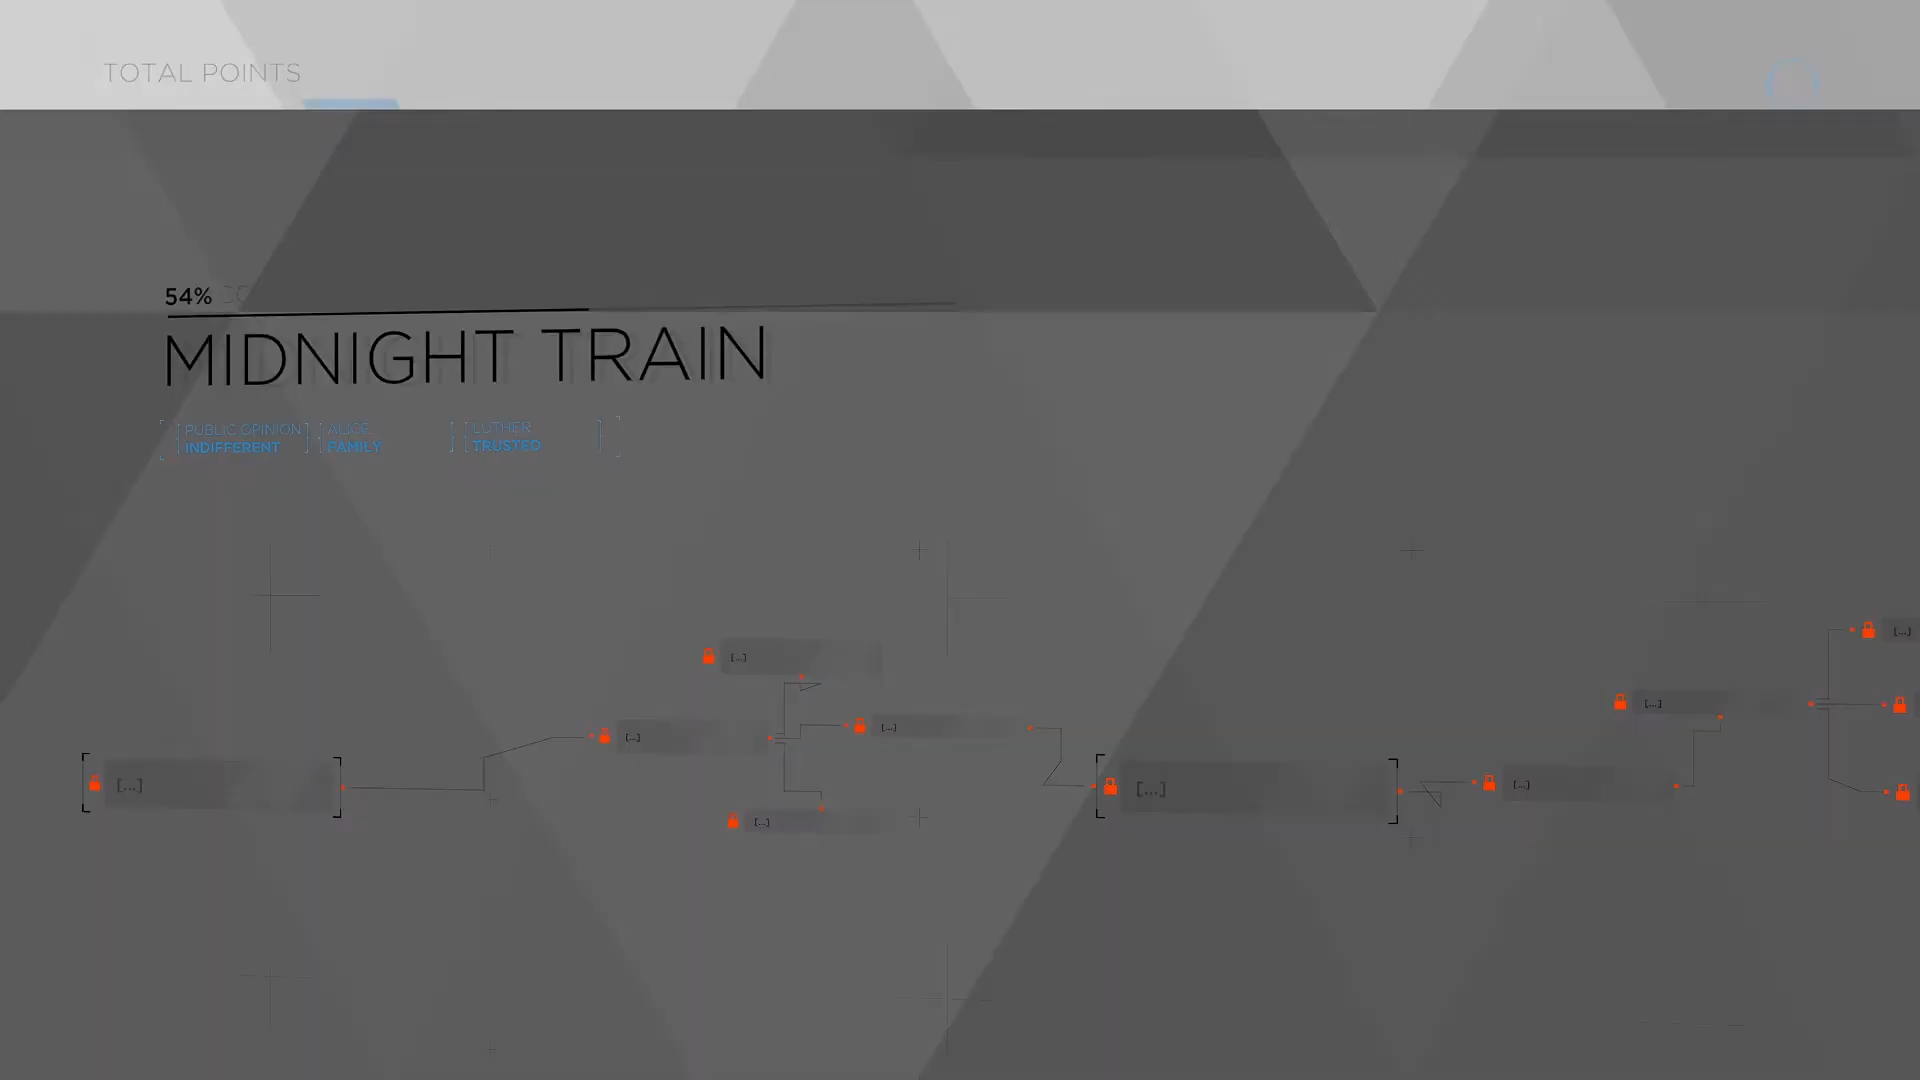 TOTAL POINTS
54%
MIDNIGHT TRAIN
PUBLIC OPINION
INDIFFERENT
ALICE
FAMILY
LUTHER
TRUSTED
[...]
[...]
[...]
[...]
[...]
[...]
[...]
[...]
[...]